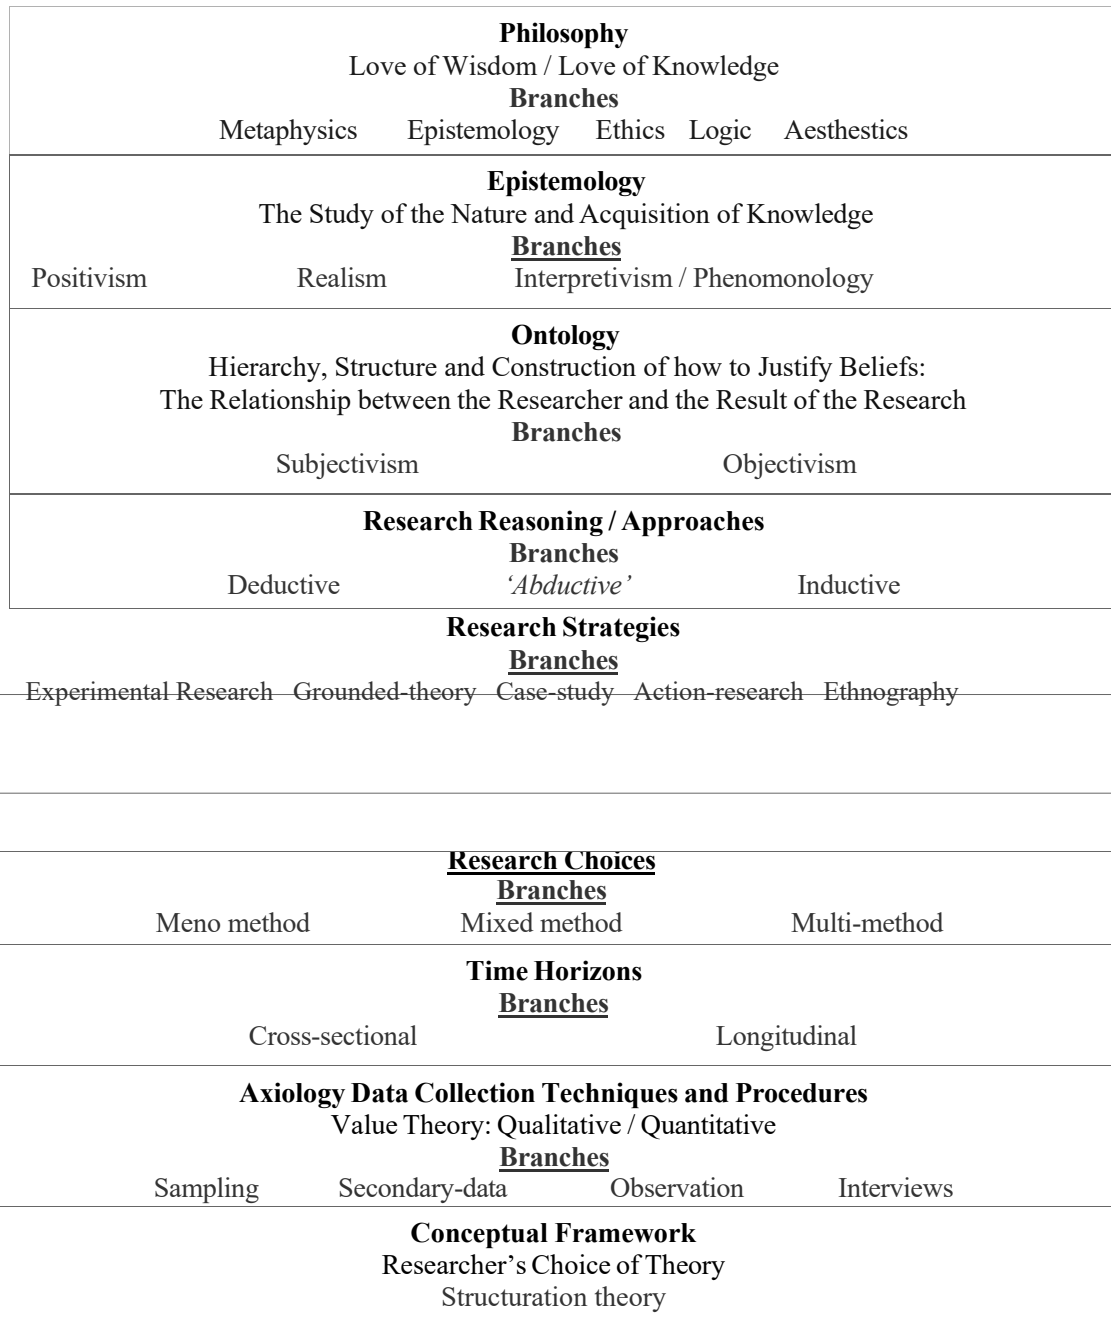 Philosophy
Love of Wisdom / Love of Knowledge
Branches
Metaphysics Epistemology Ethics Logic Aesthestics
Epistemology
The Study of the Nature and Acquisition of Knowledge
Branches
Positivism Realism Interpretivism / Phenomonology
Ontology
Hierarchy, Structure and Construction of how to Justify Beliefs:
The Relationship between the Researcher and the Result of the Research
Branches
Subjectivism Objectivism
Research Reasoning / Approaches
Branches
Deductive ‘Abductive’ Inductive
Research Strategies
Branches
Experimental Research Grounded-theory Case-study Action-research Ethnography
Research Choices
Branches
Meno method Mixed method Multi-method
Time Horizons
Branches
Cross-sectional Longitudinal
Axiology Data Collection Techniques and Procedures
Value Theory: Qualitative / Quantitative
Branches
Sampling Secondary-data Observation Interviews
Conceptual Framework
Researcher’s Choice of Theory
Structuration theory